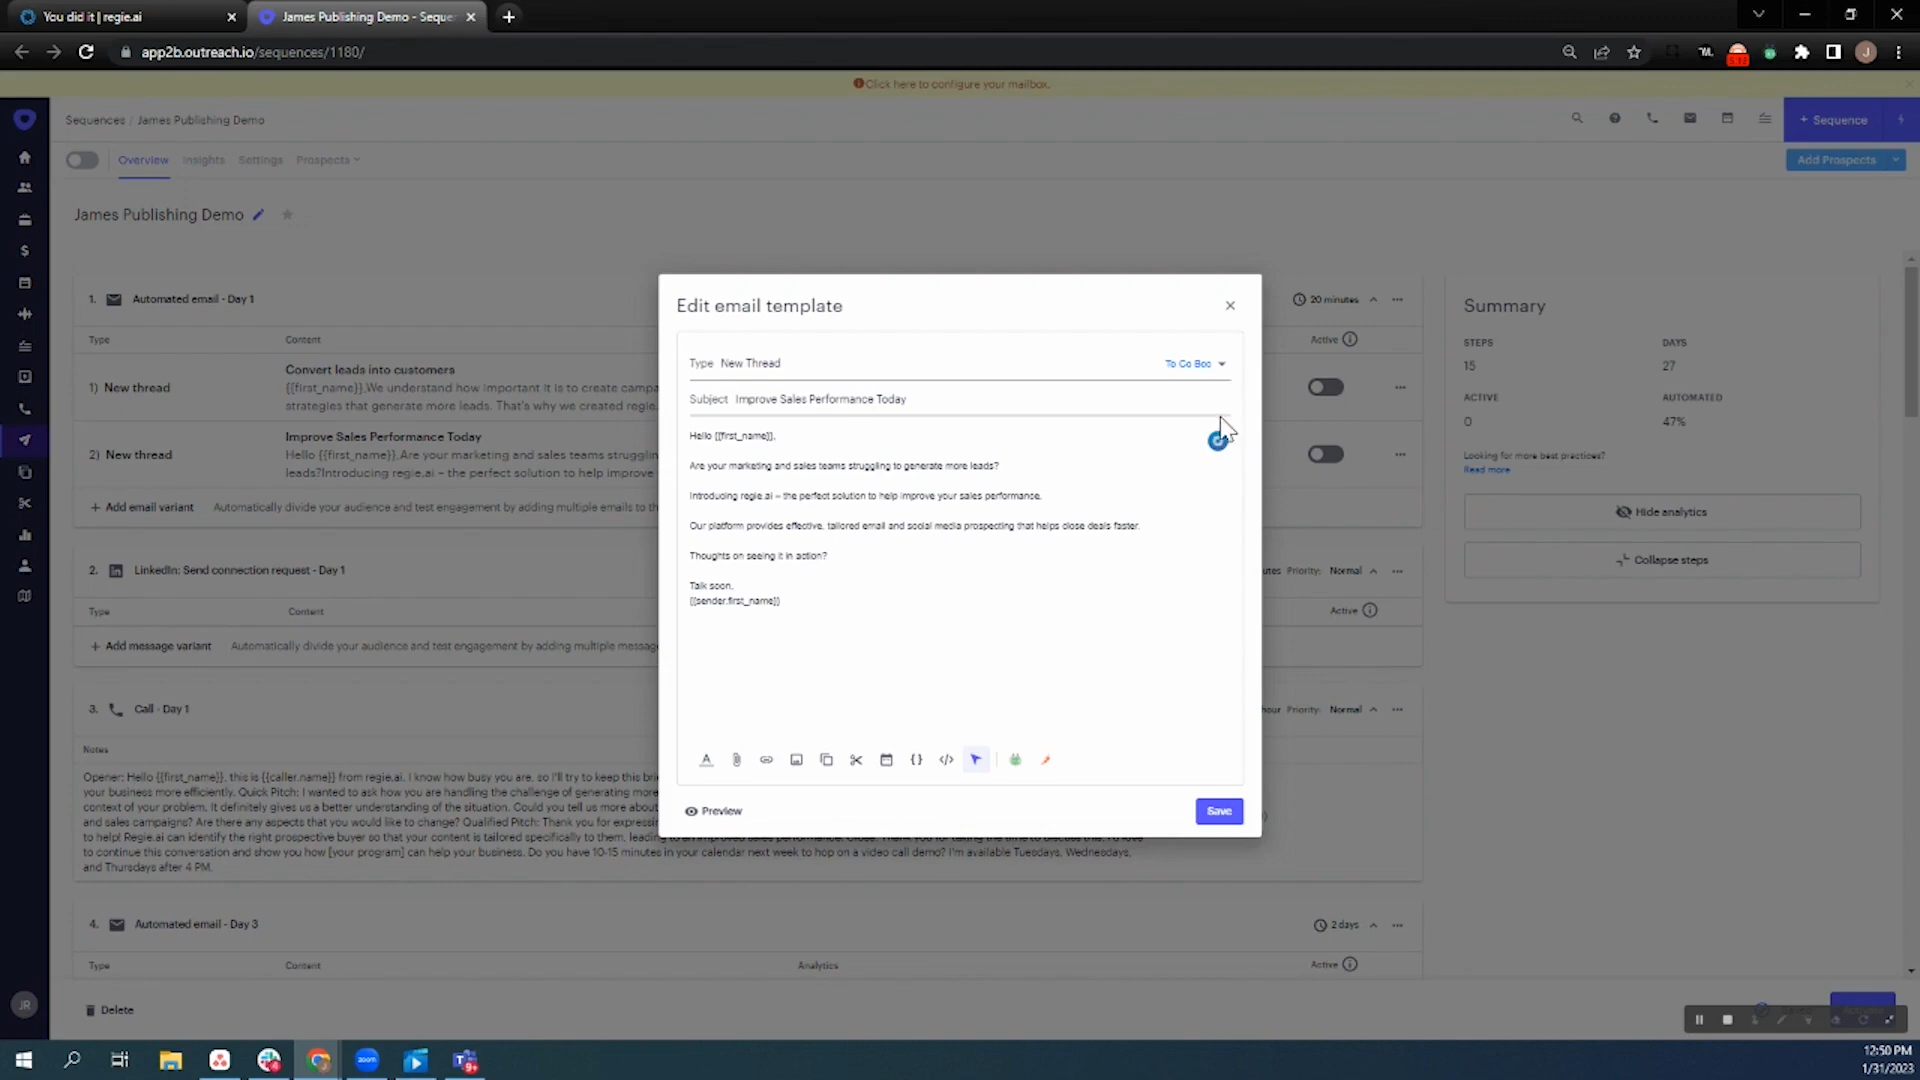 You did it | regie.ai
James Publishing Demo - Seque
app2b.outreach.io/sequences/1180/
Click here to configure your mailbox.
Sequences / James Publishing Demo
+ Sequence
Overview
Insights
Settings
Prospects
Add Prospects
James Publishing Demo
1. Automated email - Day 1
20 minutes
Type
Content
Active
1) New thread
Convert leads into customers
{{first_name}},We understand how important it is to create campa
strategies that generate more leads. That's why we created regie.
2) New thread
Improve Sales Performance Today
Hello {{first_name}},Are your marketing and sales teams struggling
leads?Introducing regie.ai – the perfect solution to help improve
+ Add email variant
Automatically divide your audience and test engagement by adding multiple emails to th
2. LinkedIn: Send connection request - Day 1
utes Priority: Normal
Type
Content
Active
+ Add message variant
Automatically divide your audience and test engagement by adding multiple message
3. Call - Day 1
hour Priority: Normal
Notes
Opener: Hello {{first_name}}, this is {{caller.name}} from regie.ai. I know how busy you are, so I'll try to keep this brie
your business more efficiently. Quick Pitch: I wanted to ask how you are handling the challenge of generating more
context of your problem. It definitely gives us a better understanding of the situation. Could you tell us more about
and sales campaigns? Are there any aspects that you would like to change? Qualified Pitch: Thank you for expressin
to help! Regie.ai can identify the right prospective buyer so that your content is tailored specifically to them, leading to an improved sales performance. Close: Thank you for taking the time to discuss this. I'd love
to continue this conversation and show you how [your program] can help your business. Do you have 10-15 minutes in your calendar next week to hop on a video call demo? I'm available Tuesdays, Wednesdays,
and Thursdays after 4 PM.
4. Automated email - Day 3
2 days
Type
Content
Analytics
Active
Delete
JR
Summary
STEPS
DAYS
15
27
ACTIVE
AUTOMATED
0
47%
Looking for more best practices?
Read more
Hide analytics
Collapse steps
Edit email template
Type New Thread
To Cc Bcc
Subject Improve Sales Performance Today
Hello {{first_name}},
Are your marketing and sales teams struggling to generate more leads?
Introducing regie.ai – the perfect solution to help improve your sales performance.
Our platform provides effective, tailored email and social media prospecting that helps close deals faster.
Thoughts on seeing it in action?
Talk soon,
{{sender.first_name}}
Preview
Save
zoom
9+
12:50 PM
1/31/2023